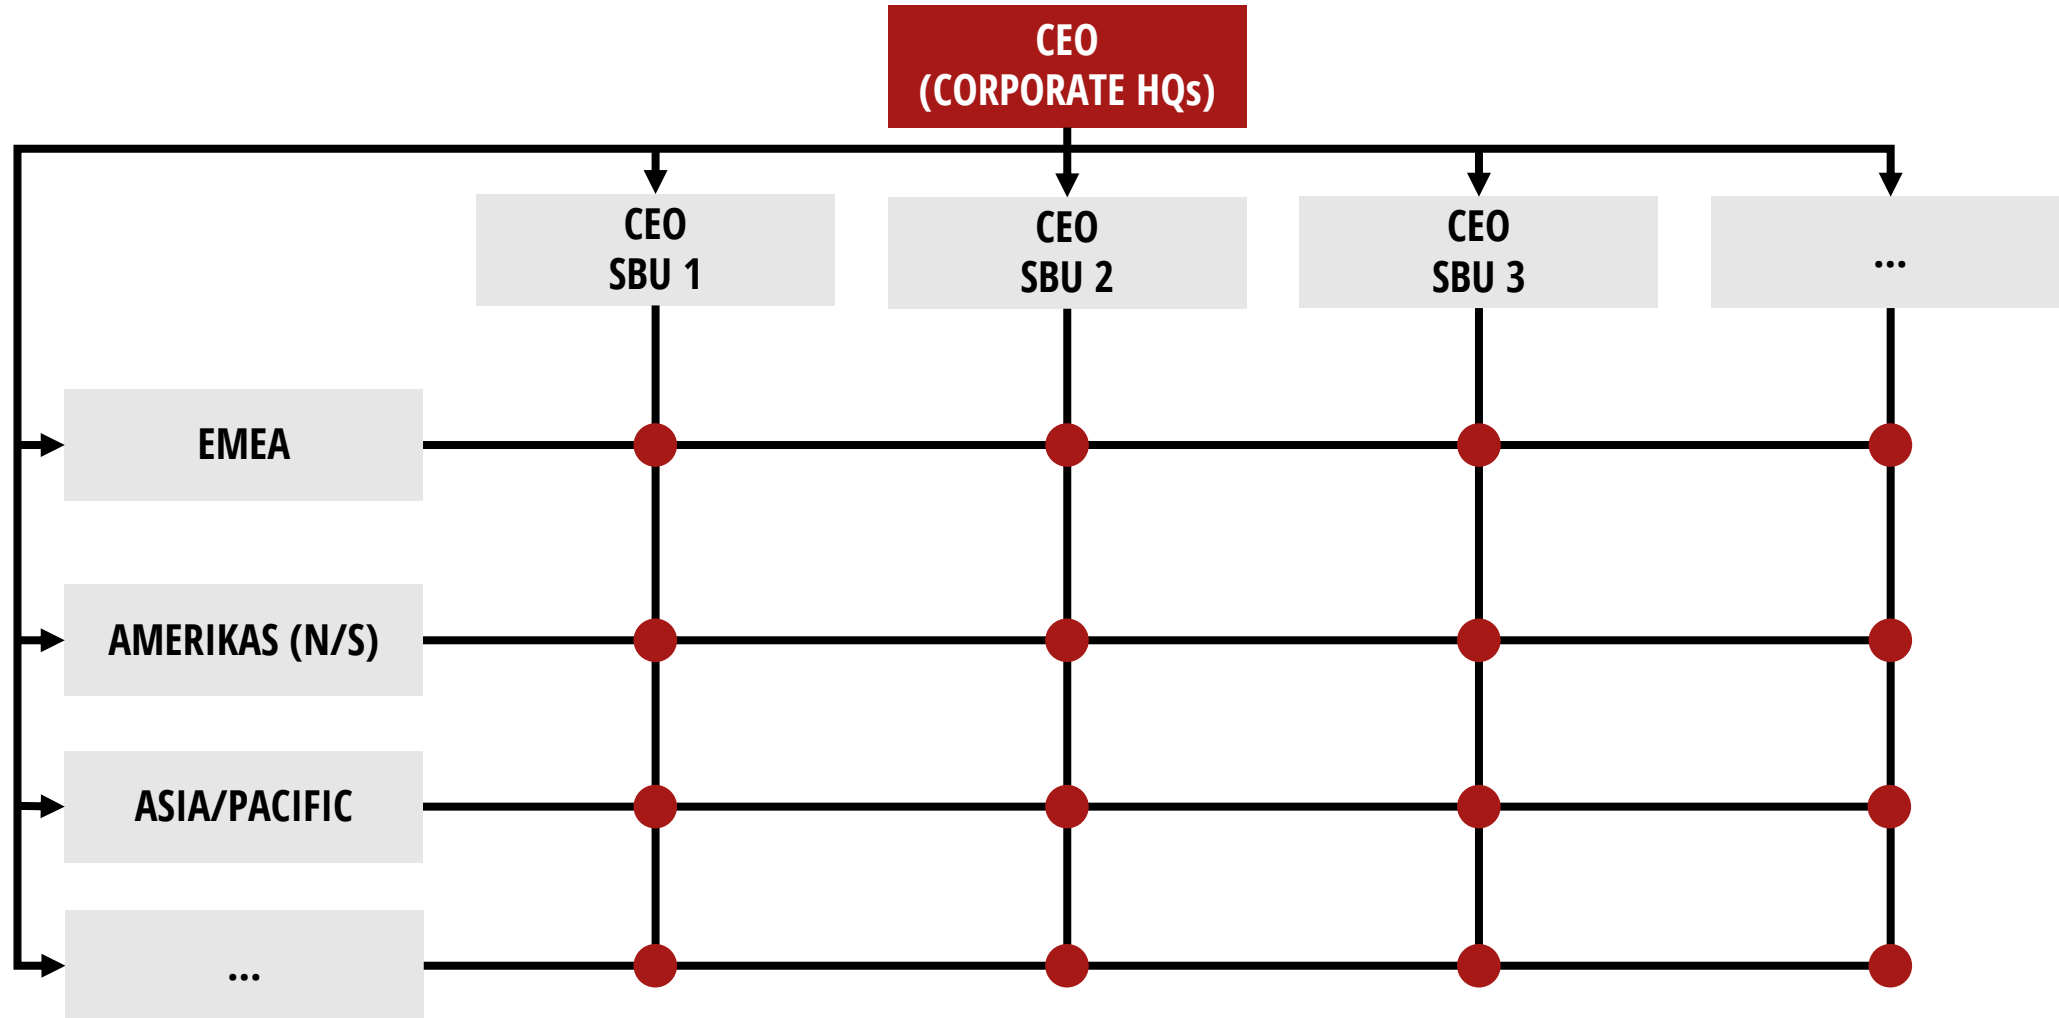 CEO
(CORPORATE HQs)
CEO
SBU 1
CEO
SBU 2
CEO
SBU 3
...
EMEA
AMERIKAS (N/S)
ASIA/PACIFIC
...